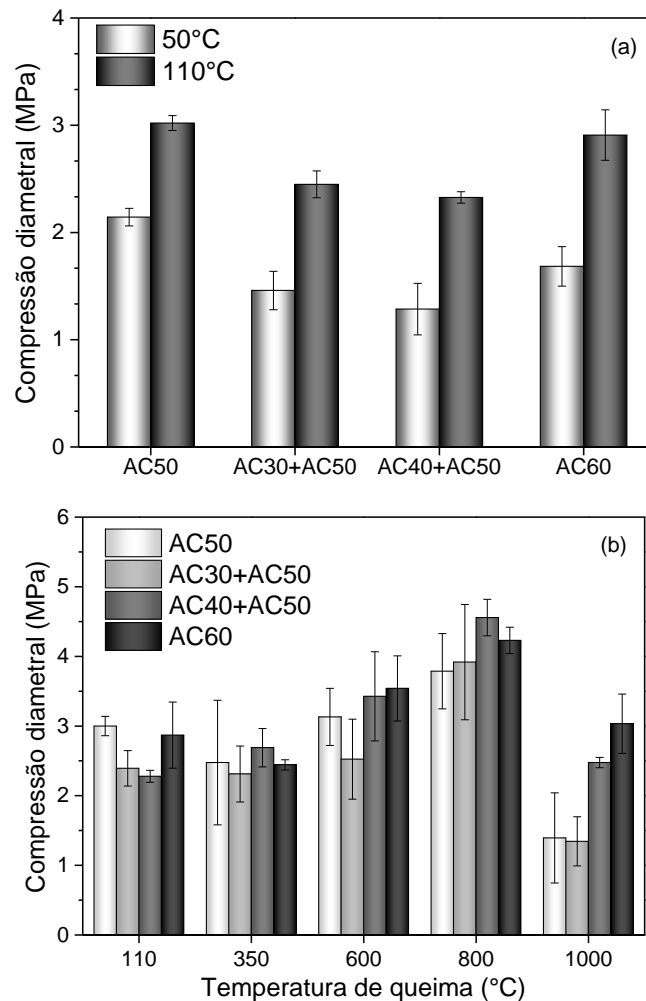 4
50°C
(a)
110°C
3
2
1
0
Compressão diametral (MPa)
AC50 AC30+AC50 AC40+AC50 AC60
6
AC50
(b)
AC30+AC50
5
AC40+AC50
AC60
4
3
2
1
0
Compressão diametral (MPa)
110 350 600 800 1000
Temperatura de queima (°C)